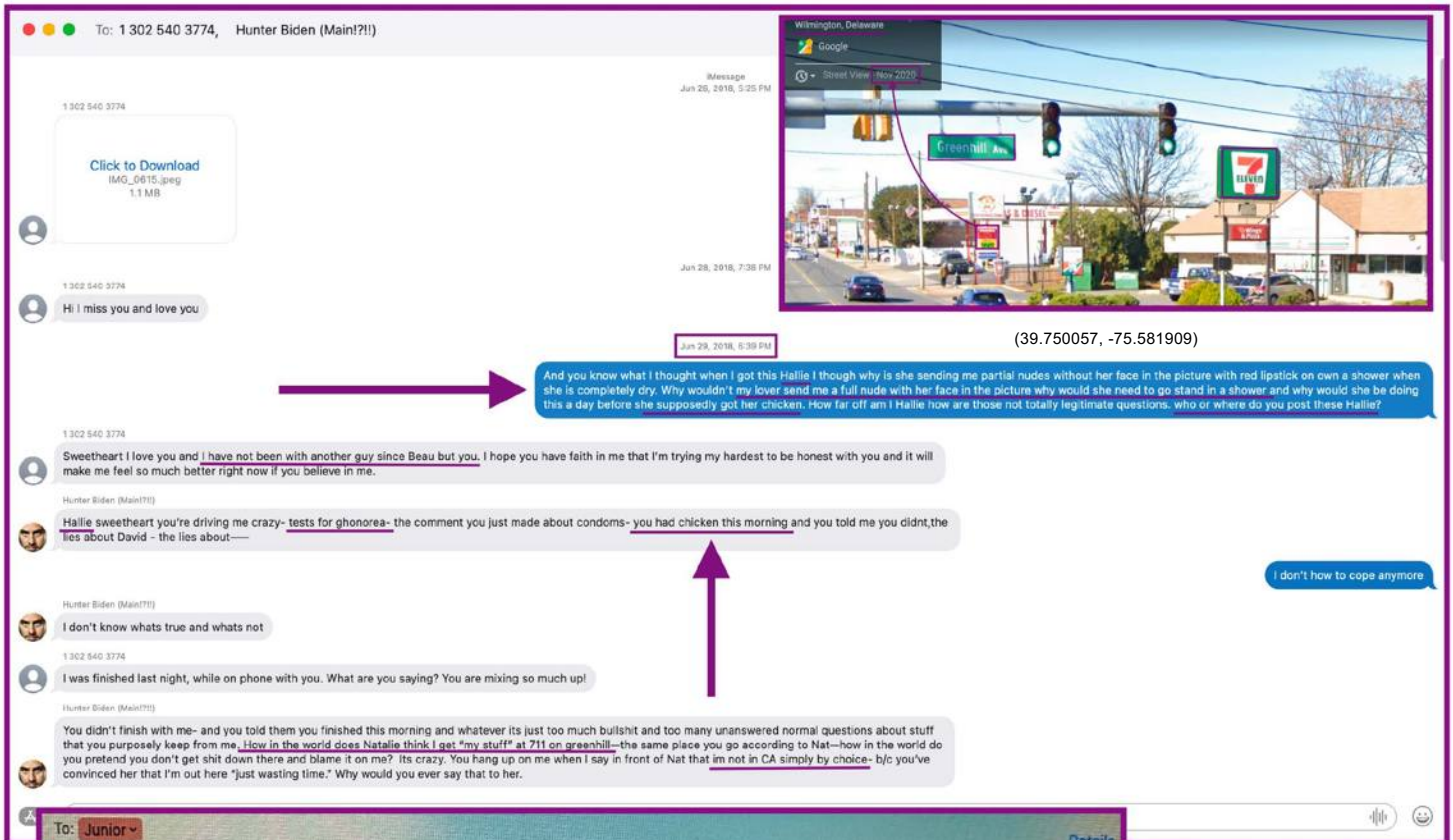 To: 1 302 540 3774, Hunter Biden (Main!?!!)
Wilmington, Delaware
Google
Street View Nov 2020
Greenhill Ave
ELEVEN
iMessage
Jun 26, 2018, 5:25 PM
1 302 540 3774
Click to Download
IMG_0615.jpeg
1.1 MB
Jun 28, 2018, 7:38 PM
1 302 540 3774
Hi I miss you and love you
(39.750057, -75.581909)
Jun 29, 2018, 6:39 PM
And you know what I thought when I got this Hallie I though why is she sending me partial nudes without her face in the picture with red lipstick on own a shower when
she is completely dry. Why wouldn't my lover send me a full nude with her face in the picture why would she need to go stand in a shower and why would she be doing
this a day before she supposedly got her chicken. How far off am I Hallie how are those not totally legitimate questions. who or where do you post these Hallie?
1 302 540 3774
Sweetheart I love you and I have not been with another guy since Beau but you. I hope you have faith in me that I'm trying my hardest to be honest with you and it will
make me feel so much better right now if you believe in me.
Hunter Biden (Main!?!!)
Hallie sweetheart you're driving me crazy- tests for ghonorea- the comment you just made about condoms- you had chicken this morning and you told me you didnt,the
lies about David - the lies about——
I don't how to cope anymore
Hunter Biden (Main!?!!)
I don't know whats true and whats not
1 302 540 3774
I was finished last night, while on phone with you. What are you saying? You are mixing so much up!
Hunter Biden (Main!?!!)
You didn't finish with me- and you told them you finished this morning and whatever its just too much bullshit and too many unanswered normal questions about stuff
that you purposely keep from me. How in the world does Natalie think I get "my stuff" at 711 on greenhill—the same place you go according to Nat—how in the world do
you pretend you don't get shit down there and blame it on me? Its crazy. You hang up on me when I say in front of Nat that im not in CA simply by choice- b/c you've
convinced her that I'm out here "just wasting time." Why would you ever say that to her.
To: Junior
Details